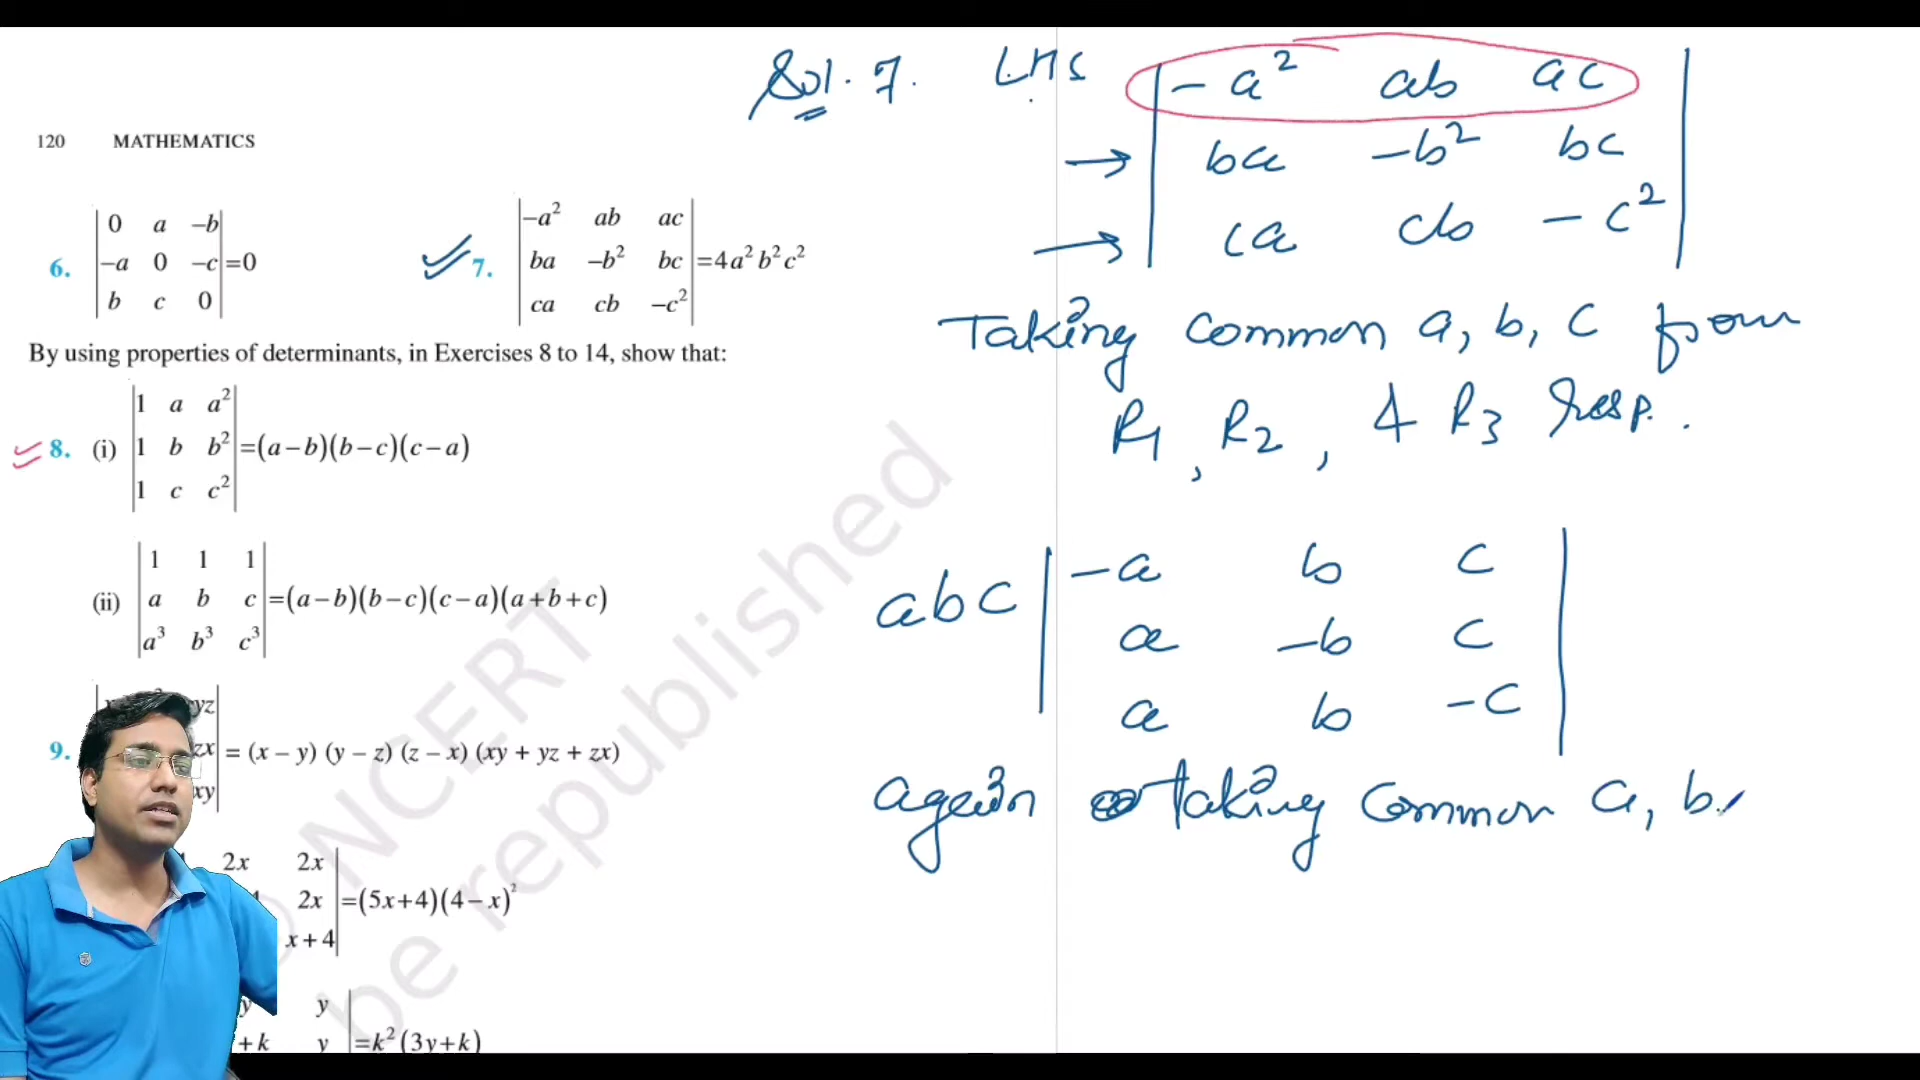 120 MATHEMATICS
6. |0 a −b|
|−a 0 −c|=0
|b c 0|
7. |−a² ab ac|
|ba −b² bc|=4a²b²c²
|ca cb −c²|
By using properties of determinants, in Exercises 8 to 14, show that:
8. (i) |1 a a²|
|1 b b²|=(a−b)(b−c)(c−a)
|1 c c²|
(ii) |1 1 1|
|a b c|=(a−b)(b−c)(c−a)(a+b+c)
|a³ b³ c³|
yz
9. zx| = (x – y) (y – z) (z – x) (xy + yz + zx)
xy|
2x 2x
2x|=(5x+4)(4−x)²
x+4|
y y
+k y|=k²(3y+k)
© NCERT
be republished
Sol. 7. LHS |−a² ab ac|
→ |ba −b² bc|
→ |ca cb −c²|
Taking common a, b, c from
R1, R2, & R3 resp.
abc |−a b c|
|a −b c|
|a b −c|
again taking common a, b,